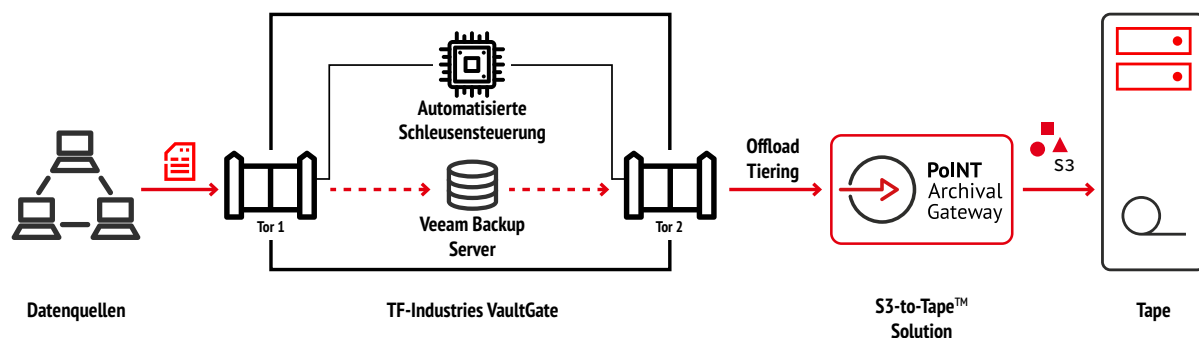 Automatisierte
Schleusensteuerung
Tor 1
Veeam Backup
Server
Tor 2
Offload
Tiering
PoINT
Archival
Gateway
S3
Datenquellen
TF-Industries VaultGate
S3-to-Tape™
Solution
Tape